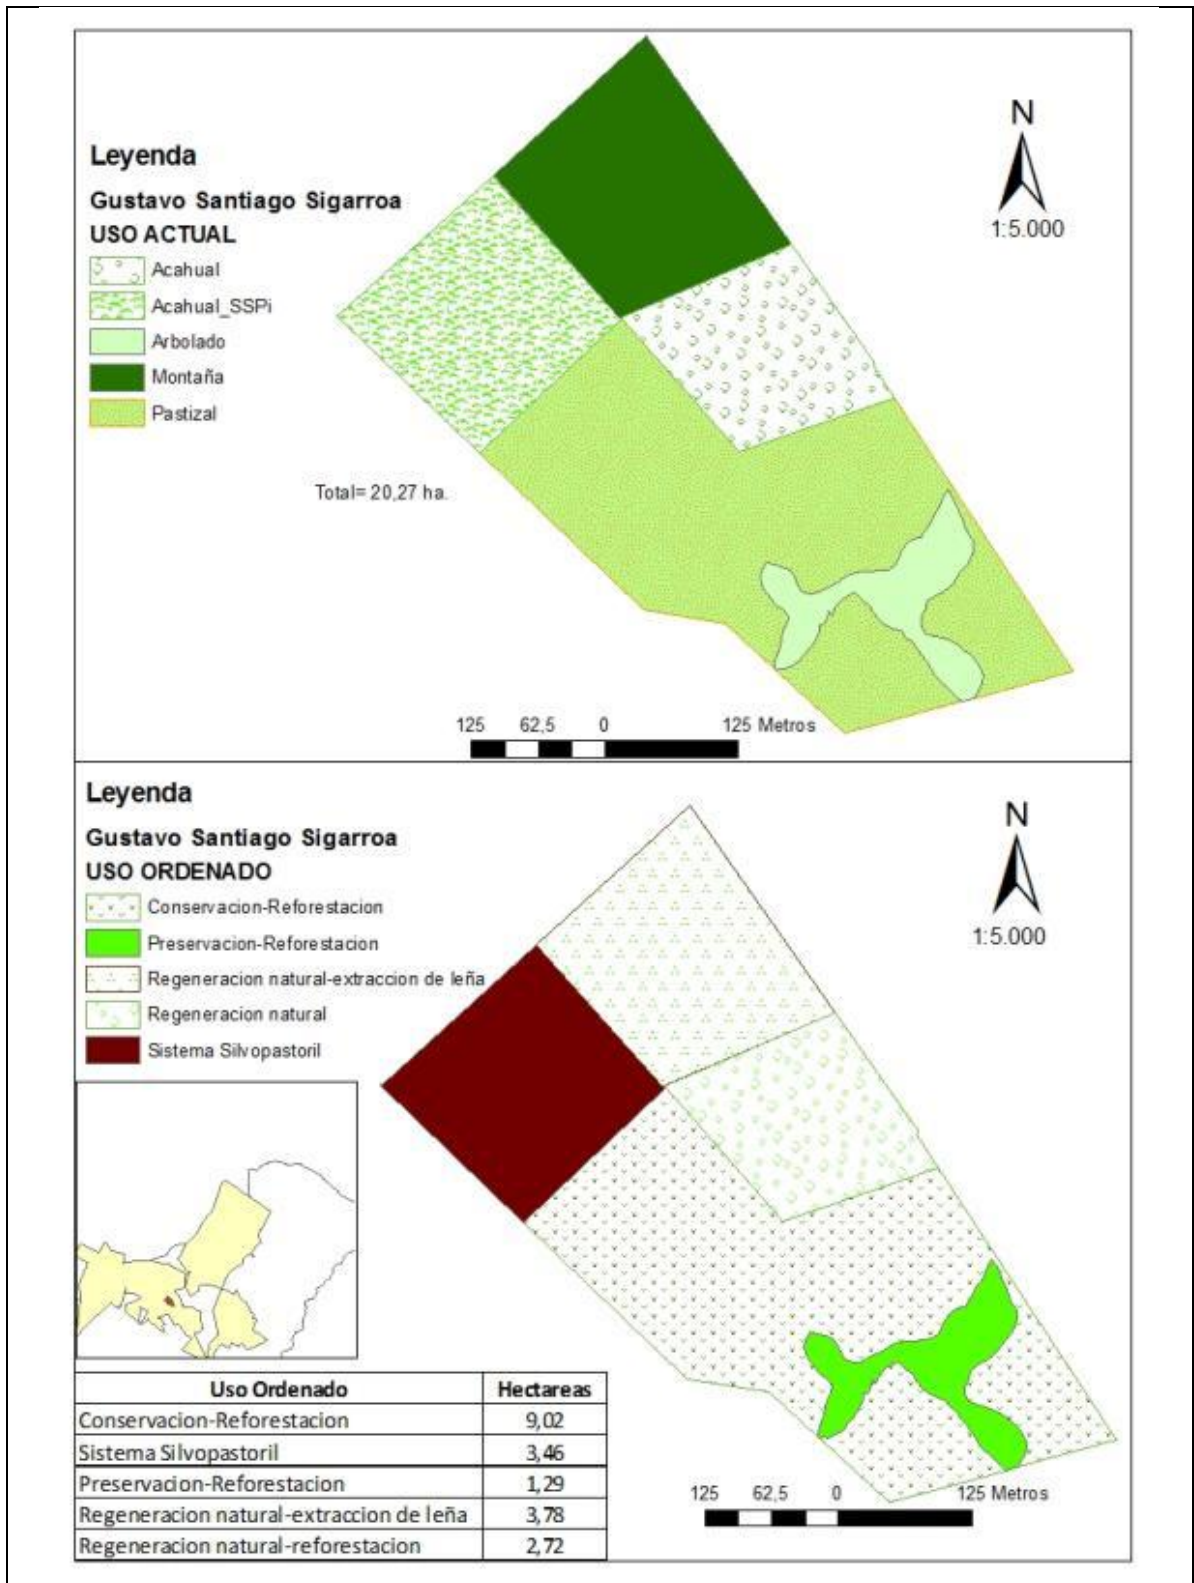 Leyenda
Gustavo Santiago Sigarroa
USO ACTUAL
Acahual
Acahual_SSPi
Arbolado
Montaña
Pastizal
N
1:5.000
Total= 20,27 ha.
125 62,5 0 125 Metros
Leyenda
Gustavo Santiago Sigarroa
USO ORDENADO
Conservacion-Reforestacion
Preservacion-Reforestacion
Regeneracion natural-extraccion de leña
Regeneracion natural
Sistema Silvopastoril
N
1:5.000
Uso Ordenado Hectareas
Conservacion-Reforestacion 9,02
Sistema Silvopastoril 3,46
Preservacion-Reforestacion 1,29
Regeneracion natural-extraccion de leña 3,78
Regeneracion natural-reforestacion 2,72
125 62,5 0 125 Metros